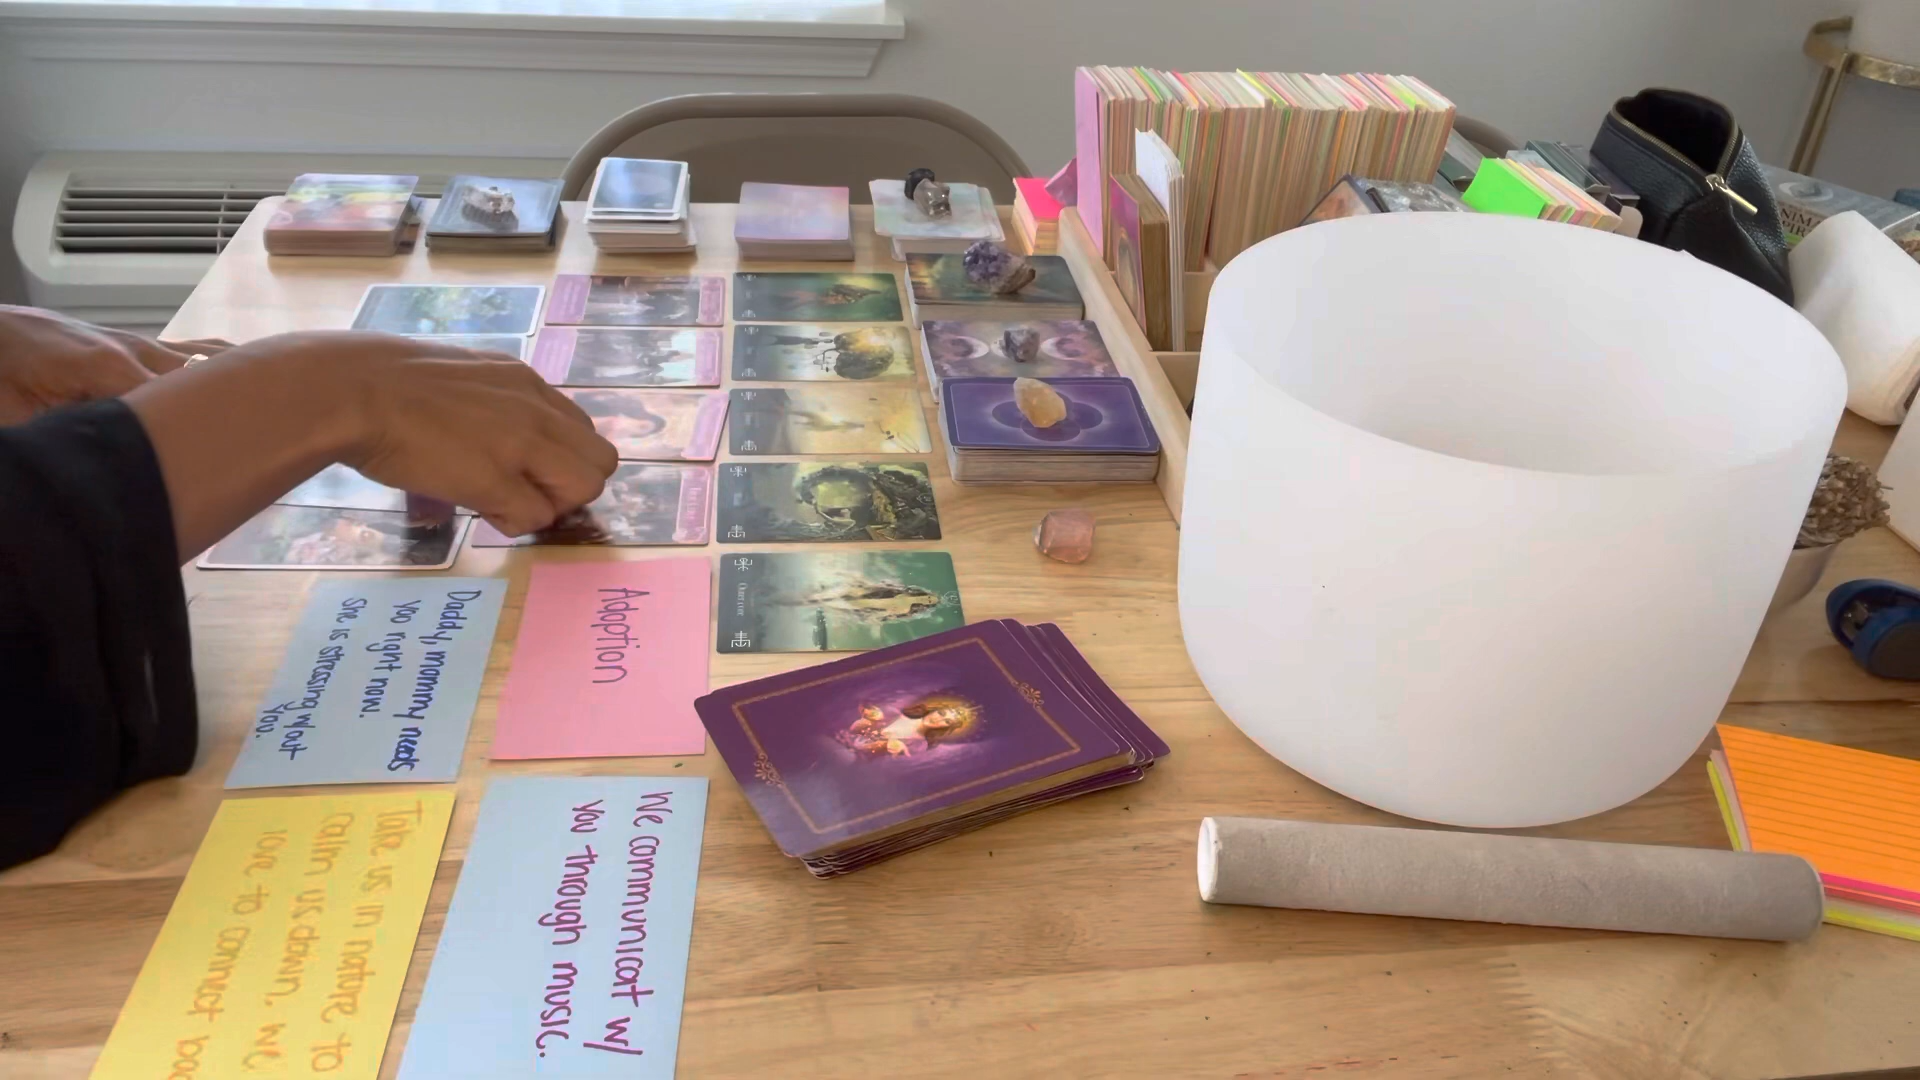 Daddy, mommy needs
you right now.
She is stressing w/out
you.
Adoption
Take us in nature to
calm us down. We
love to connect
We communicat w/
you through music.